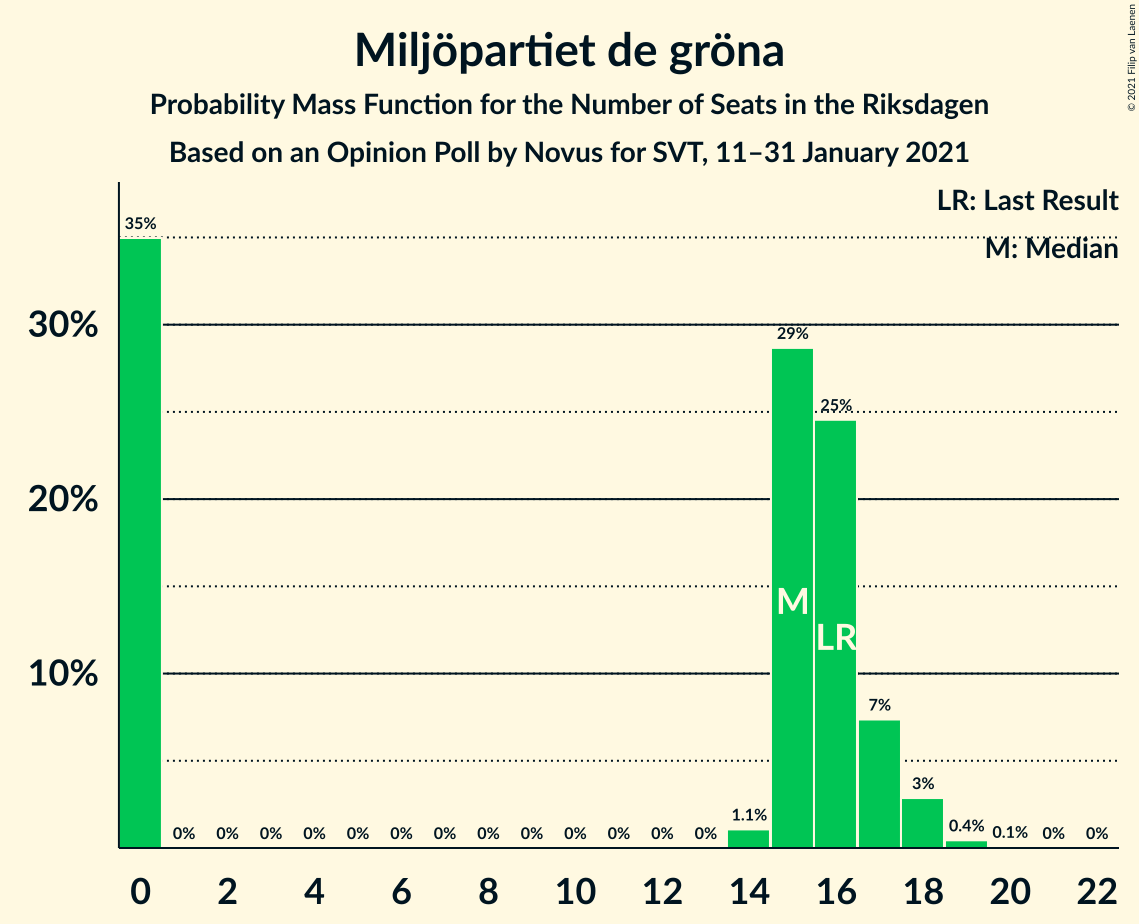 Miljöpartiet de gröna
Probability Mass Function for the Number of Seats in the Riksdagen
Based on an Opinion Poll by Novus for SVT, 11–31 January 2021
© 2021 Filip van Laenen
LR: Last Result
M: Median
30%
20%
10%
35%
0% 0% 0% 0% 0% 0% 0% 0% 0% 0% 0% 0% 0%
1.1%
29%
25%
7%
3%
0.4%
0.1%
0% 0%
M
LR
0 2 4 6 8 10 12 14 16 18 20 22